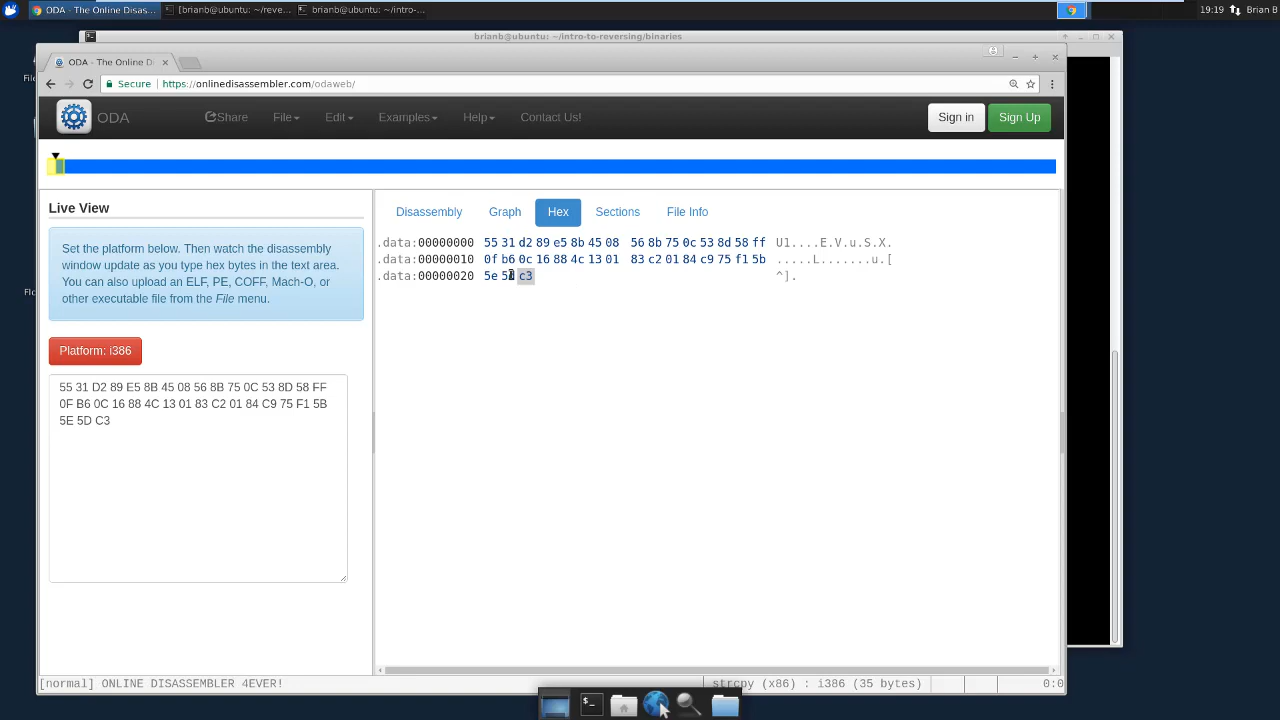 ODA - The Online Disas... [brianb@ubuntu: ~/reve... brianb@ubuntu: ~/intro-... 19:19 Brian B
brianb@ubuntu: ~/intro-to-reversing/binaries
ODA - The Online Di
Secure https://onlinedisassembler.com/odaweb/
ODA Share File Edit Examples Help Contact Us! Sign in Sign Up
Live View
Set the platform below. Then watch the disassembly
window update as you type hex bytes in the text area.
You can also upload an ELF, PE, COFF, Mach-O, or
other executable file from the File menu.
Platform: i386
55 31 D2 89 E5 8B 45 08 56 8B 75 0C 53 8D 58 FF
0F B6 0C 16 88 4C 13 01 83 C2 01 84 C9 75 F1 5B
5E 5D C3
Disassembly Graph Hex Sections File Info
.data:00000000 55 31 d2 89 e5 8b 45 08 56 8b 75 0c 53 8d 58 ff U1....E.V.u.S.X.
.data:00000010 0f b6 0c 16 88 4c 13 01 83 c2 01 84 c9 75 f1 5b .....L.......u.[
.data:00000020 5e 5d c3 ^].
[normal] ONLINE DISASSEMBLER 4EVER! strcpy (x86) : i386 (35 bytes) 0:0